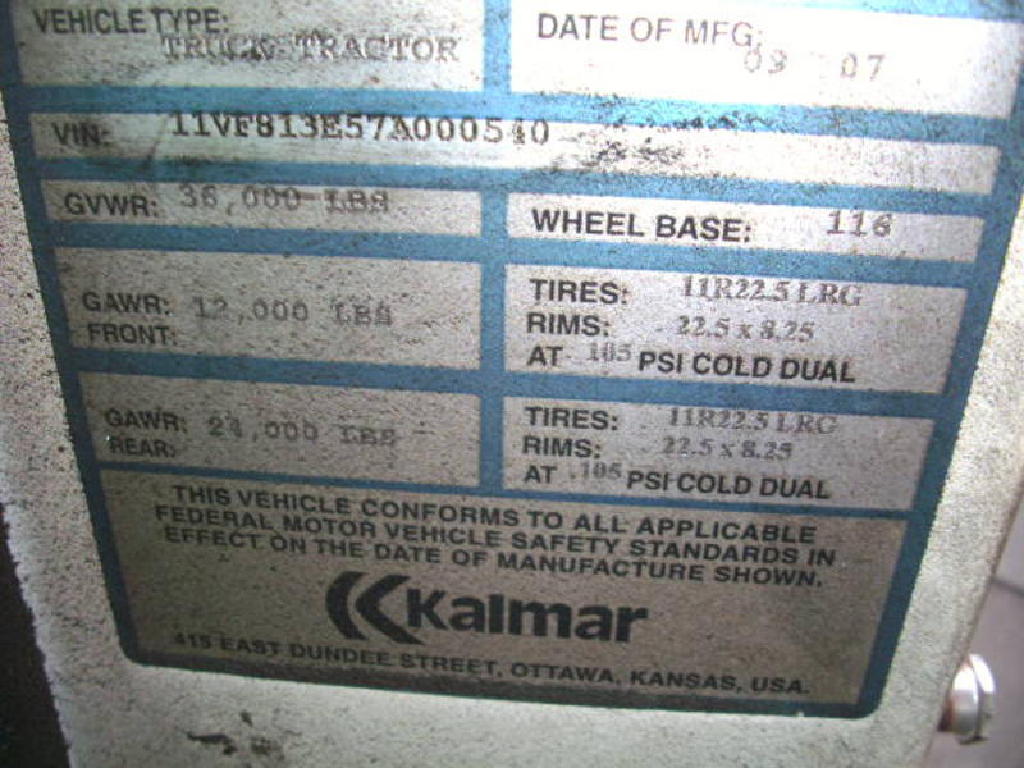 VEHICLE TYPE: TRUCK-TRACTOR
DATE OF MFG: 09 07
VIN: 11VF813E57A000540
GVWR: 36,000 LBS
WHEEL BASE: 116
GAWR: 12,000 LBS
FRONT:
TIRES: 11R22.5 LRG
RIMS: 22.5 x 8.25
AT 105 PSI COLD DUAL
GAWR: 24,000 LBS
REAR:
TIRES: 11R22.5 LRG
RIMS: 22.5 x 8.25
AT 105 PSI COLD DUAL
THIS VEHICLE CONFORMS TO ALL APPLICABLE
FEDERAL MOTOR VEHICLE SAFETY STANDARDS IN
EFFECT ON THE DATE OF MANUFACTURE SHOWN.
Kalmar
415 EAST DUNDEE STREET, OTTAWA, KANSAS, USA.